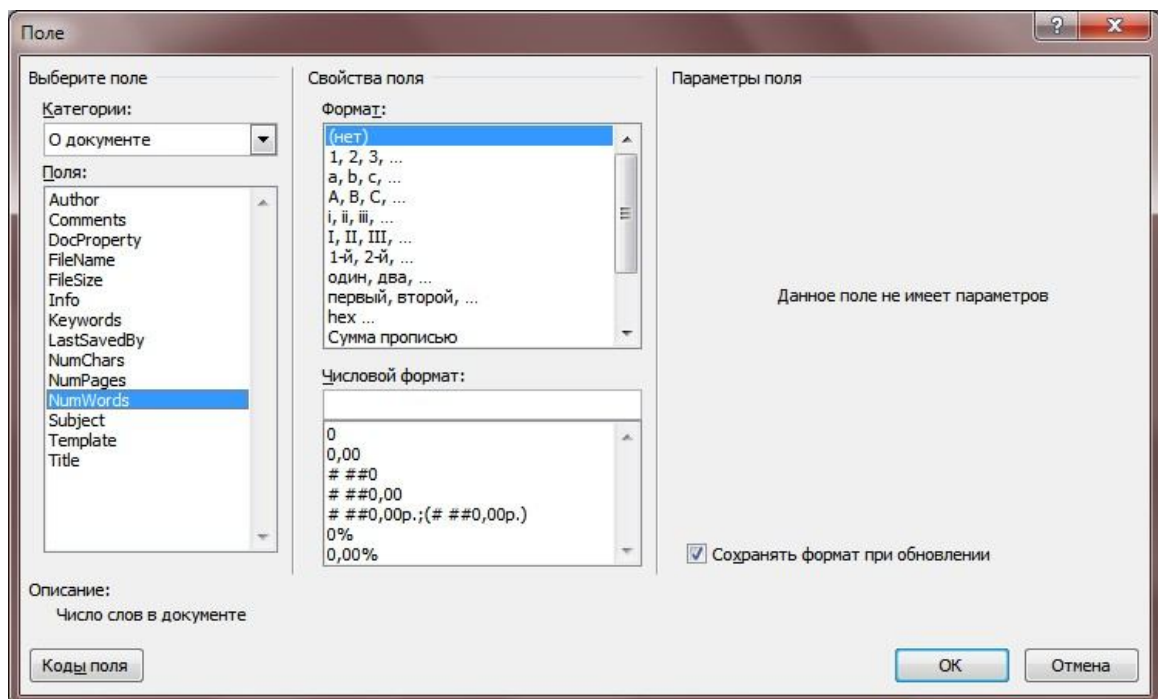 Поле
Выберите поле
Категории:
О документе
Поля:
Author
Comments
DocProperty
FileName
FileSize
Info
Keywords
LastSavedBy
NumChars
NumPages
NumWords
Subject
Template
Title
Свойства поля
Формат:
(нет)
1, 2, 3, ...
a, b, c, ...
A, B, C, ...
i, ii, iii, ...
I, II, III, ...
1-й, 2-й, ...
один, два, ...
первый, второй, ...
hex ...
Сумма прописью
Числовой формат:
0
0,00
# ##0
# ##0,00
# ##0,00р.;(# ##0,00р.)
0%
0,00%
Параметры поля
Данное поле не имеет параметров
Сохранять формат при обновлении
Описание:
Число слов в документе
Коды поля
ОК
Отмена